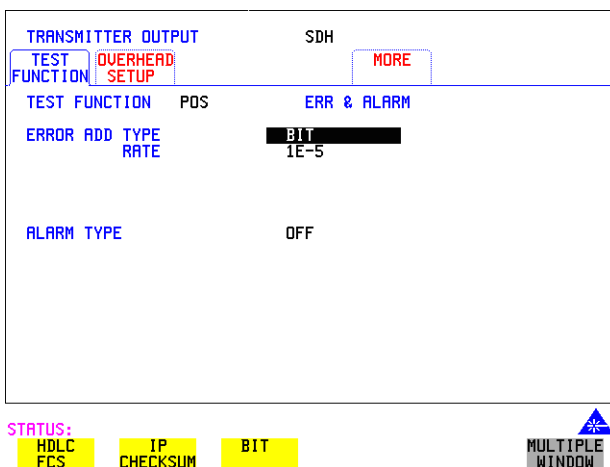 TRANSMITTER OUTPUT SDH
TEST FUNCTION
OVERHEAD SETUP
MORE
TEST FUNCTION POS ERR & ALARM
ERROR ADD TYPE BIT
RATE 1E-5
ALARM TYPE OFF
STATUS:
HDLC FCS
IP CHECKSUM
BIT
MULTIPLE WINDOW